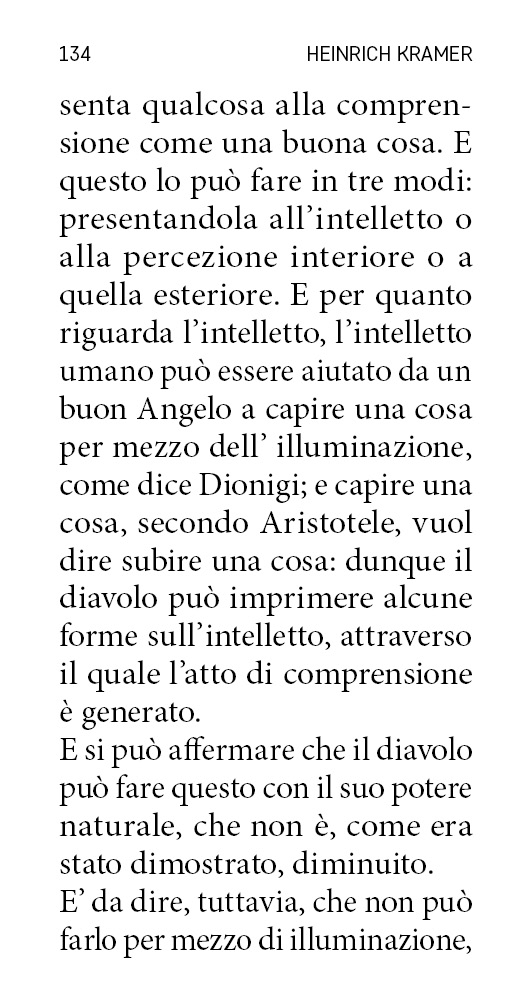 134 HEINRICH KRAMER
senta qualcosa alla compren-
sione come una buona cosa. E
questo lo può fare in tre modi:
presentandola all’intelletto o
alla percezione interiore o a
quella esteriore. E per quanto
riguarda l’intelletto, l’intelletto
umano può essere aiutato da un
buon Angelo a capire una cosa
per mezzo dell’ illuminazione,
come dice Dionigi; e capire una
cosa, secondo Aristotele, vuol
dire subire una cosa: dunque il
diavolo può imprimere alcune
forme sull’intelletto, attraverso
il quale l’atto di comprensione
è generato.
E si può affermare che il diavolo
può fare questo con il suo potere
naturale, che non è, come era
stato dimostrato, diminuito.
E’ da dire, tuttavia, che non può
farlo per mezzo di illuminazione,